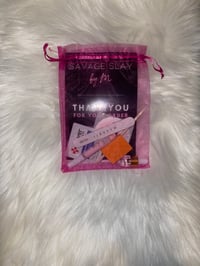 SAVAGE SLAY
by M
THANK YOU
FOR YOUR ORDER